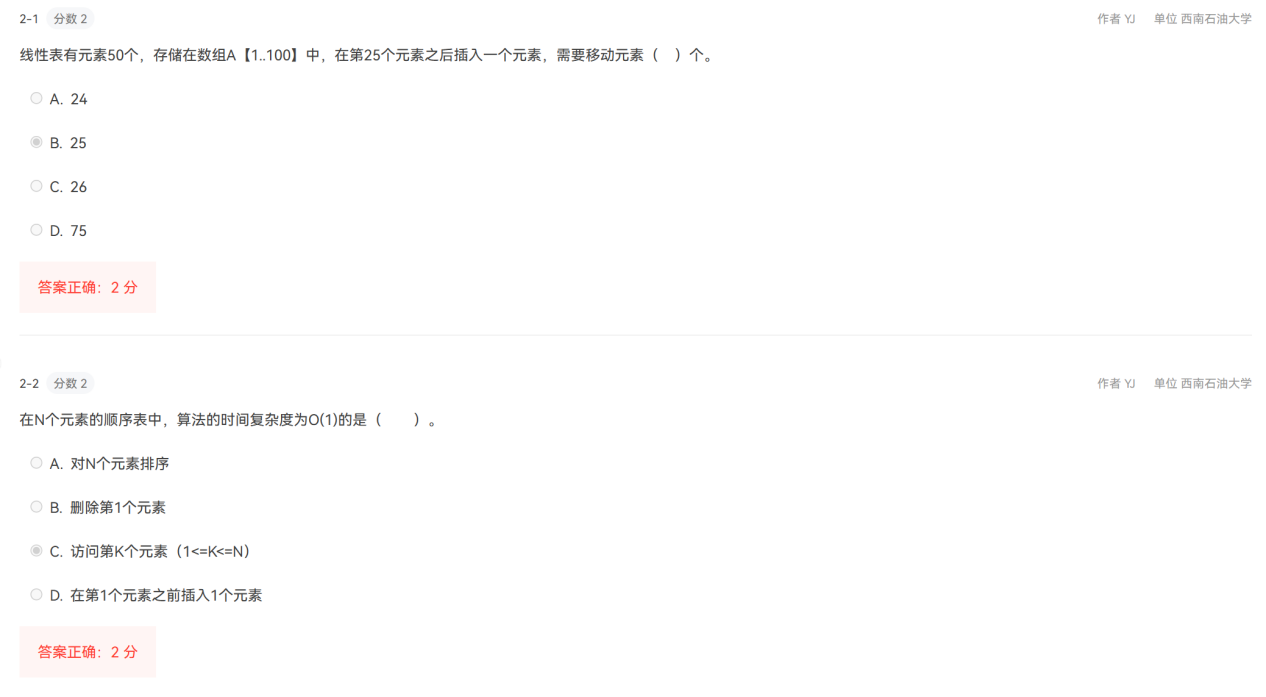 2-1 分数 2 作者 YJ 单位 西南石油大学
线性表有元素50个，存储在数组A【1..100】中，在第25个元素之后插入一个元素，需要移动元素（ ）个。
A. 24
B. 25
C. 26
D. 75
答案正确：2 分
2-2 分数 2 作者 YJ 单位 西南石油大学
在N个元素的顺序表中，算法的时间复杂度为O(1)的是（ ）。
A. 对N个元素排序
B. 删除第1个元素
C. 访问第K个元素（1<=K<=N）
D. 在第1个元素之前插入1个元素
答案正确：2 分